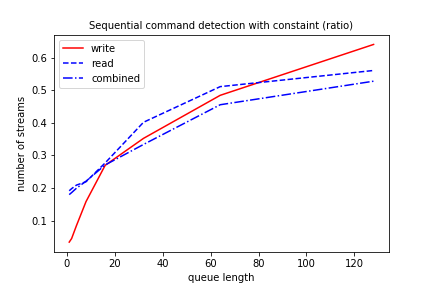 Sequential command detection with constaint (ratio)
write
read
combined
number of streams
0.6
0.5
0.4
0.3
0.2
0.1
0 20 40 60 80 100 120
queue length